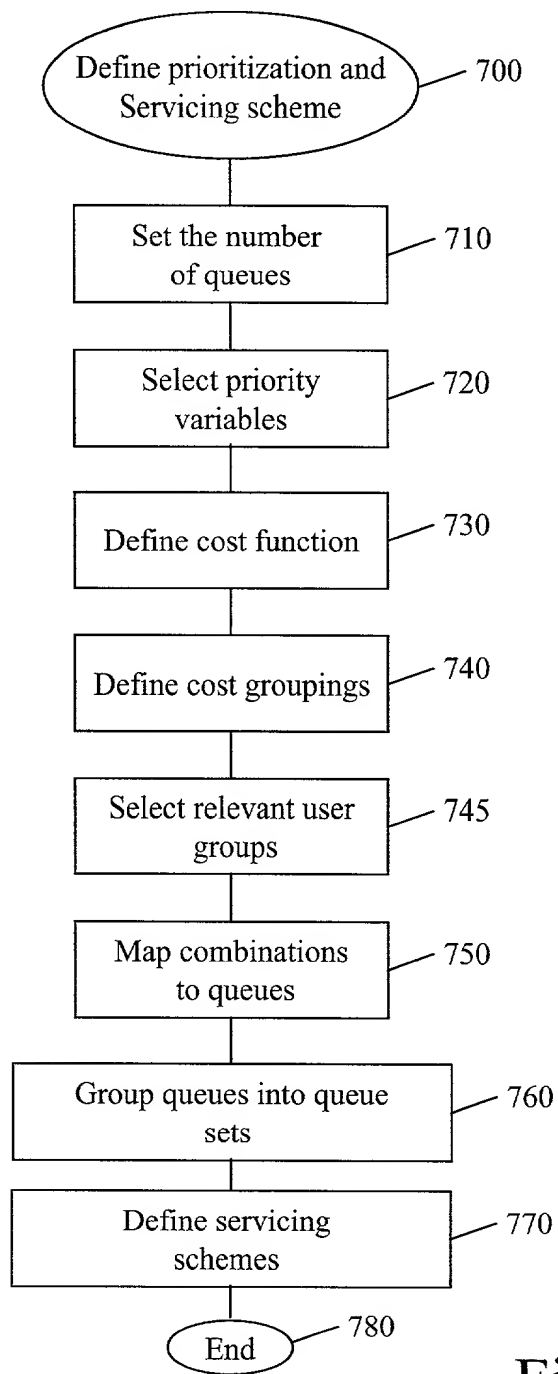 Define prioritization and
Servicing scheme
700
Set the number
of queues
710
Select priority
variables
720
Define cost function
730
Define cost groupings
740
Select relevant user
groups
745
Map combinations
to queues
750
Group queues into queue
sets
760
Define servicing
schemes
770
End
780